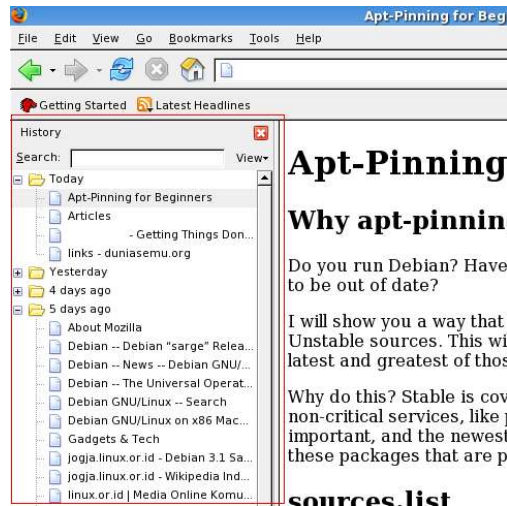 Apt-Pinning for Beg
File Edit View Go Bookmarks Tools Help
Getting Started Latest Headlines
History
Search: View
Today
Apt-Pinning for Beginners
Articles
- Getting Things Don...
links - duniasemu.org
Yesterday
4 days ago
5 days ago
About Mozilla
Debian -- Debian "sarge" Relea...
Debian -- News -- Debian GNU/...
Debian -- The Universal Operat...
Debian GNU/Linux -- Search
Debian GNU/Linux on x86 Mac...
Gadgets & Tech
jogja.linux.or.id - Debian 3.1 Sa...
jogja.linux.or.id - Wikipedia Ind...
linux.or.id | Media Online Komu...
Apt-Pinning
Why apt-pinnin
Do you run Debian? Have
to be out of date?
I will show you a way that
Unstable sources. This wi
latest and greatest of thos
Why do this? Stable is cov
non-critical services, like
important, and the newest
these packages that are p
sources.list